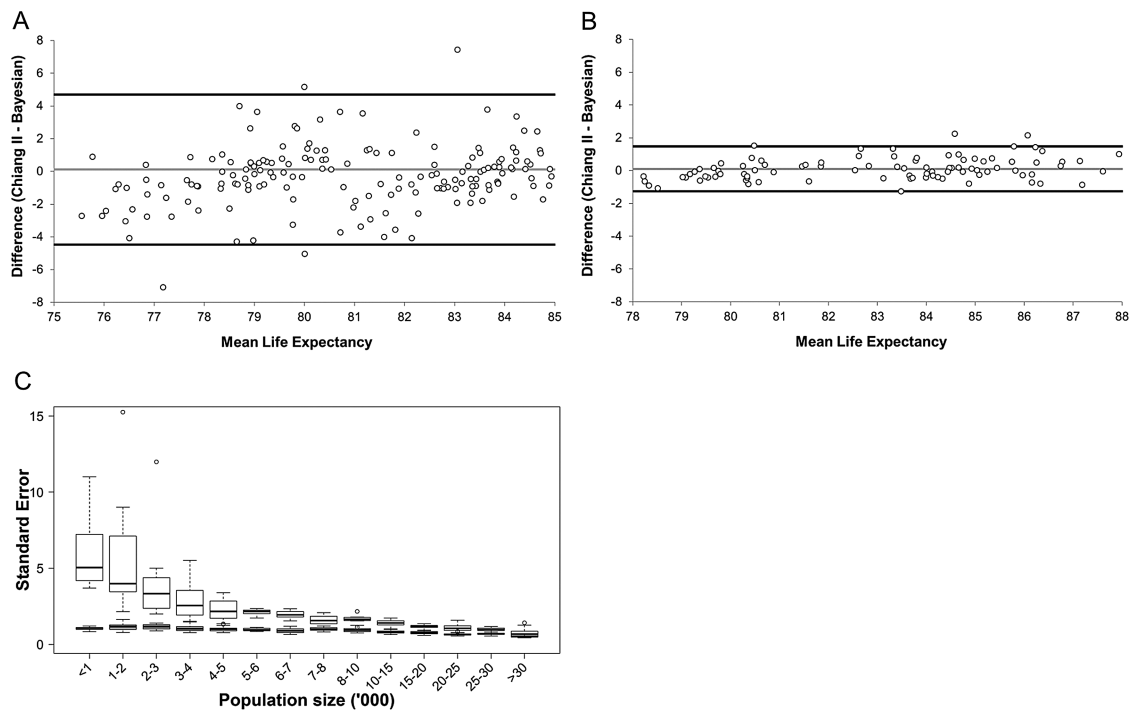 A
Difference (Chiang II - Bayesian)
8
6
4
2
0
-2
-4
-6
-8
75 76 77 78 79 80 81 82 83 84 85
Mean Life Expectancy
B
Difference (Chiang II - Bayesian)
8
6
4
2
0
-2
-4
-6
-8
78 79 80 81 82 83 84 85 86 87 88
Mean Life Expectancy
C
Standard Error
15
10
5
0
<1 1-2 2-3 3-4 4-5 5-6 6-7 7-8 8-10 10-15 15-20 20-25 25-30 >30
Population size ('000)